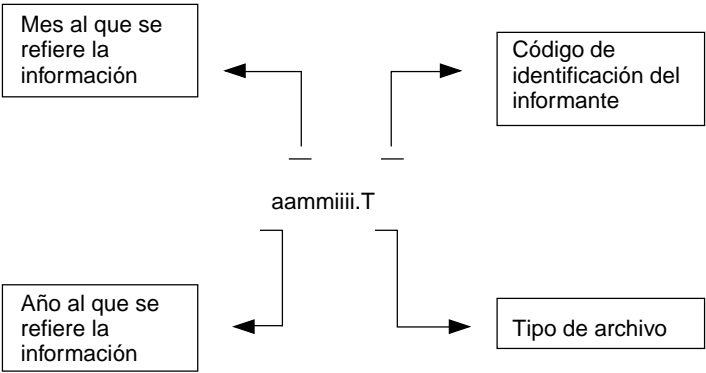 Mes al que se
refiere la
información
Código de
identificación del
informante
aammiiii.T
Año al que se
refiere la
información
Tipo de archivo